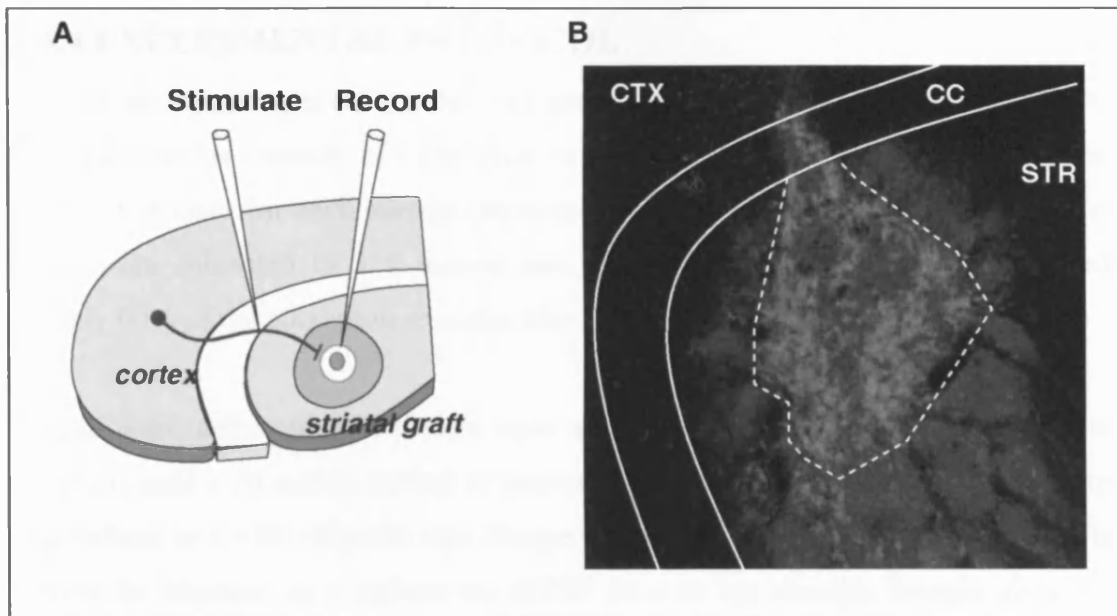 A
Stimulate Record
cortex
striatal graft
B
CTX
CC
STR